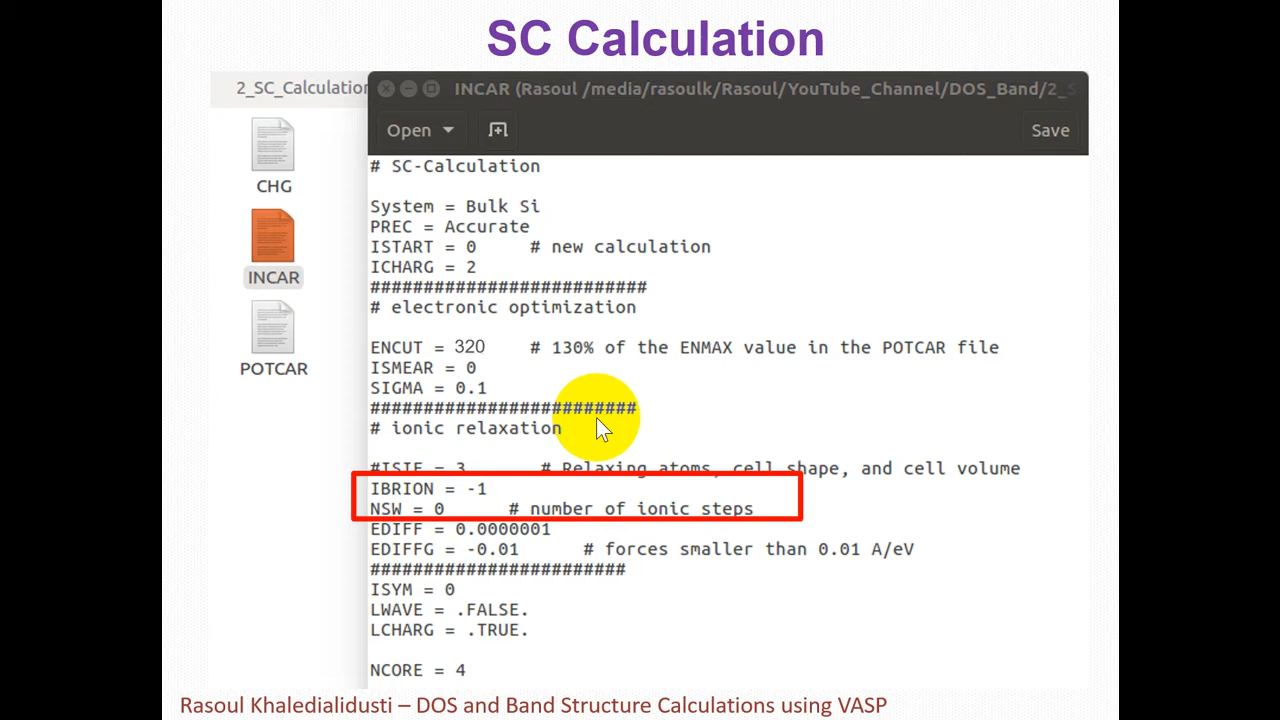 SC Calculation
2_SC_Calculation
INCAR (Rasoul /media/rasoulk/Rasoul/YouTube_Channel/DOS_Band/2_S
Open
Save
CHG
INCAR
POTCAR
# SC-Calculation
System = Bulk Si
PREC = Accurate
ISTART = 0 # new calculation
ICHARG = 2
##########################
# electronic optimization
ENCUT = 320 # 130% of the ENMAX value in the POTCAR file
ISMEAR = 0
SIGMA = 0.1
#########################
# ionic relaxation
#ISIF = 3 # Relaxing atoms, cell shape, and cell volume
IBRION = -1
NSW = 0 # number of ionic steps
EDIFF = 0.0000001
EDIFFG = -0.01 # forces smaller than 0.01 A/eV
########################
ISYM = 0
LWAVE = .FALSE.
LCHARG = .TRUE.
NCORE = 4
Rasoul Khaledialidusti – DOS and Band Structure Calculations using VASP